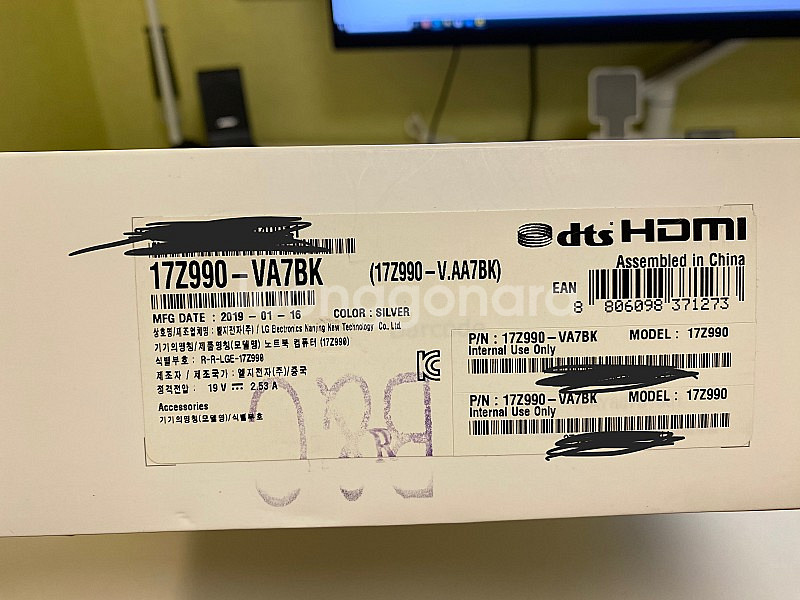 dts HDMI
Assembled in China
17Z990-VA7BK (17Z990-V.AA7BK)
EAN
8 806098 371273
MFG DATE : 2019-01-16 COLOR : SILVER
상호명/제조업체명 : 엘지전자(주) / LG Electronics Nanjing New Technology Co., Ltd.
기기의명칭/제품명칭(모델명) 노트북 컴퓨터 (17Z990)
식별부호 : R-R-LGE-17Z990
제조자 / 제조국가 : 엘지전자(주)/중국
정격전압 : 19 V 2.53 A
Accessories
기기의명칭(모델명)/식별부호
P/N : 17Z990-VA7BK MODEL : 17Z990
Internal Use Only
P/N : 17Z990-VA7BK MODEL : 17Z990
Internal Use Only